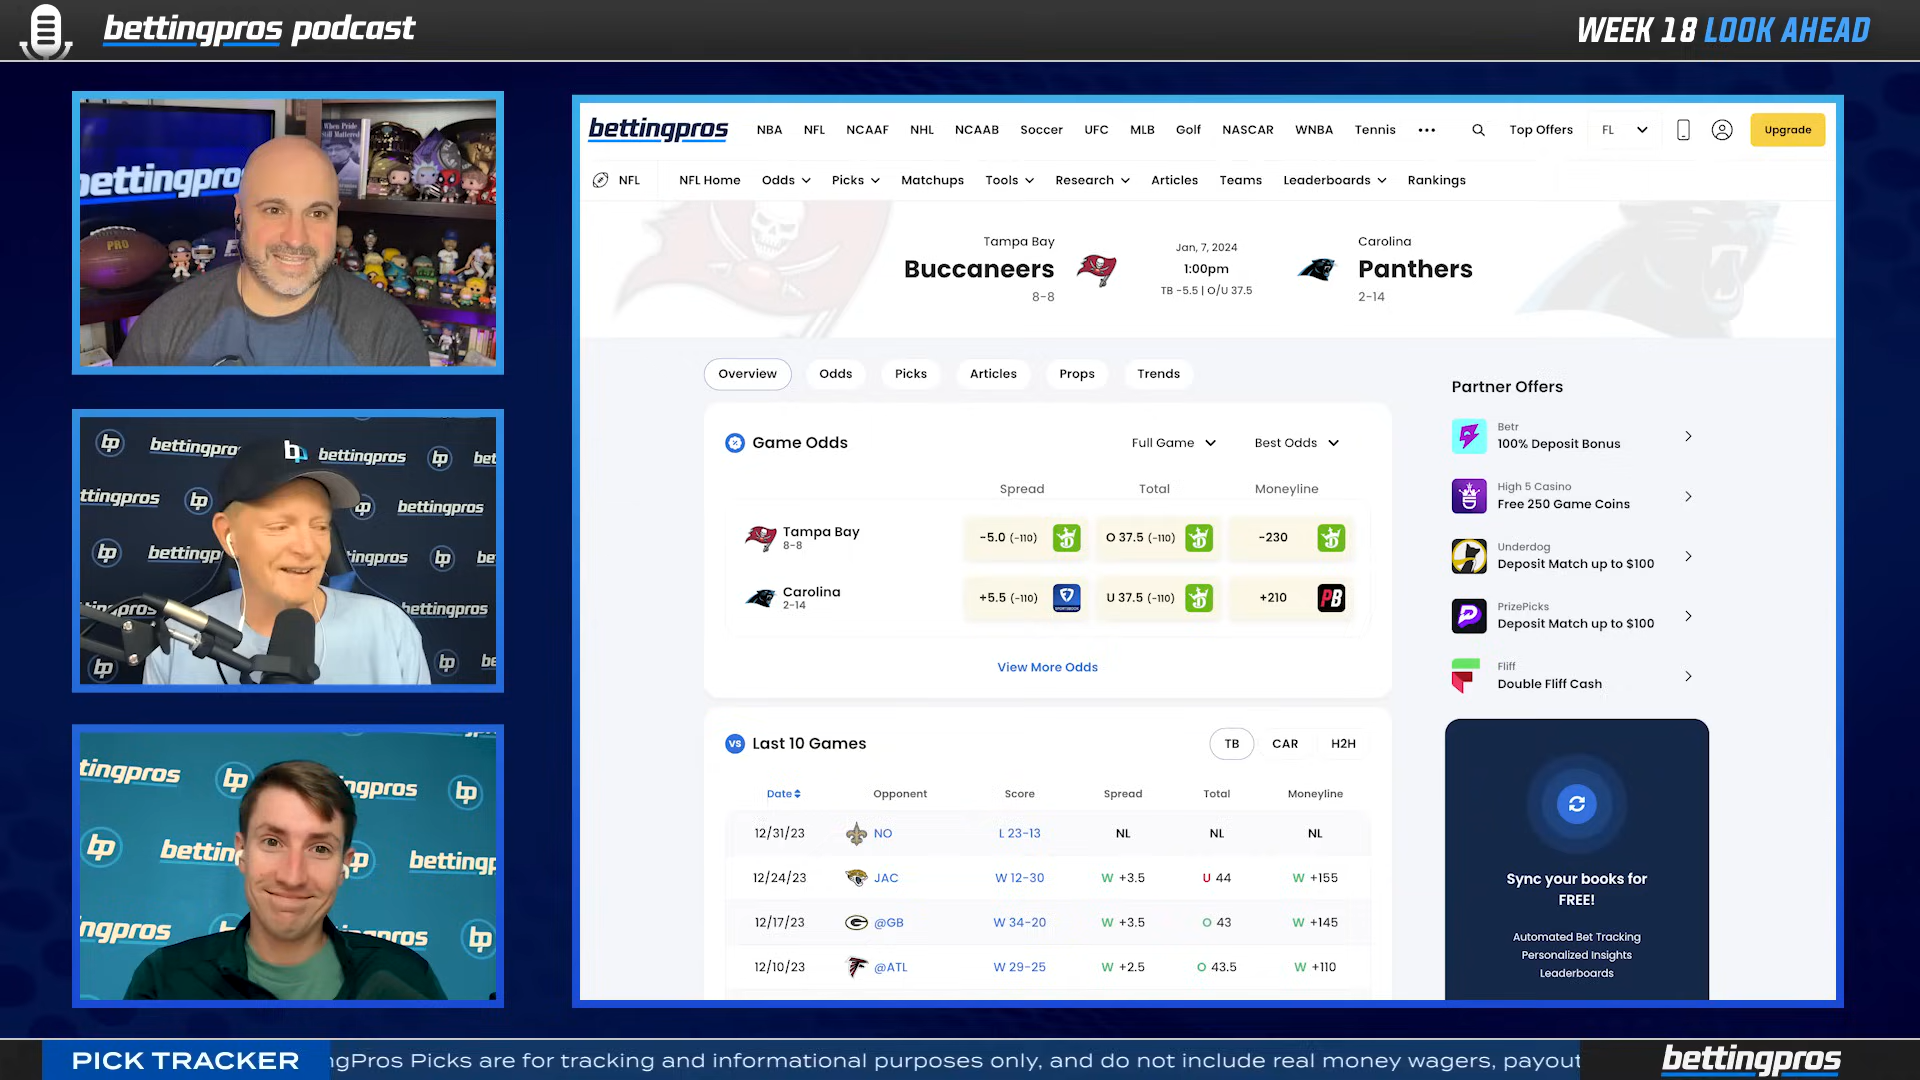 bettingpros podcast
WEEK 18 LOOK AHEAD
When Pride
Still Mattered
bettingpro
PRO
bettingpros
NBA NFL NCAAF NHL NCAAB Soccer UFC MLB Golf NASCAR WNBA Tennis
Top Offers FL Upgrade
NFL NFL Home Odds Picks Matchups Tools Research Articles Teams Leaderboards Rankings
Tampa Bay
Buccaneers
8-8
Jan, 7, 2024
1:00pm
TB -5.5 | O/U 37.5
Carolina
Panthers
2-14
Overview Odds Picks Articles Props Trends
Game Odds Full Game Best Odds
Spread Total Moneyline
Tampa Bay
8-8
-5.0 (-110) O 37.5 (-110) -230
Carolina
2-14
+5.5 (-110) U 37.5 (-110) +210 PB
View More Odds
VS Last 10 Games TB CAR H2H
Date Opponent Score Spread Total Moneyline
12/31/23 NO L 23-13 NL NL NL
12/24/23 JAC W 12-30 W +3.5 U 44 W +155
12/17/23 @GB W 34-20 W +3.5 O 43 W +145
12/10/23 @ATL W 29-25 W +2.5 O 43.5 W +110
Partner Offers
Betr
100% Deposit Bonus
High 5 Casino
Free 250 Game Coins
Underdog
Deposit Match up to $100
PrizePicks
Deposit Match up to $100
Fliff
Double Fliff Cash
Sync your books for
FREE!
Automated Bet Tracking
Personalized Insights
Leaderboards
PICK TRACKER
ngPros Picks are for tracking and informational purposes only, and do not include real money wagers, payout
bettingpros